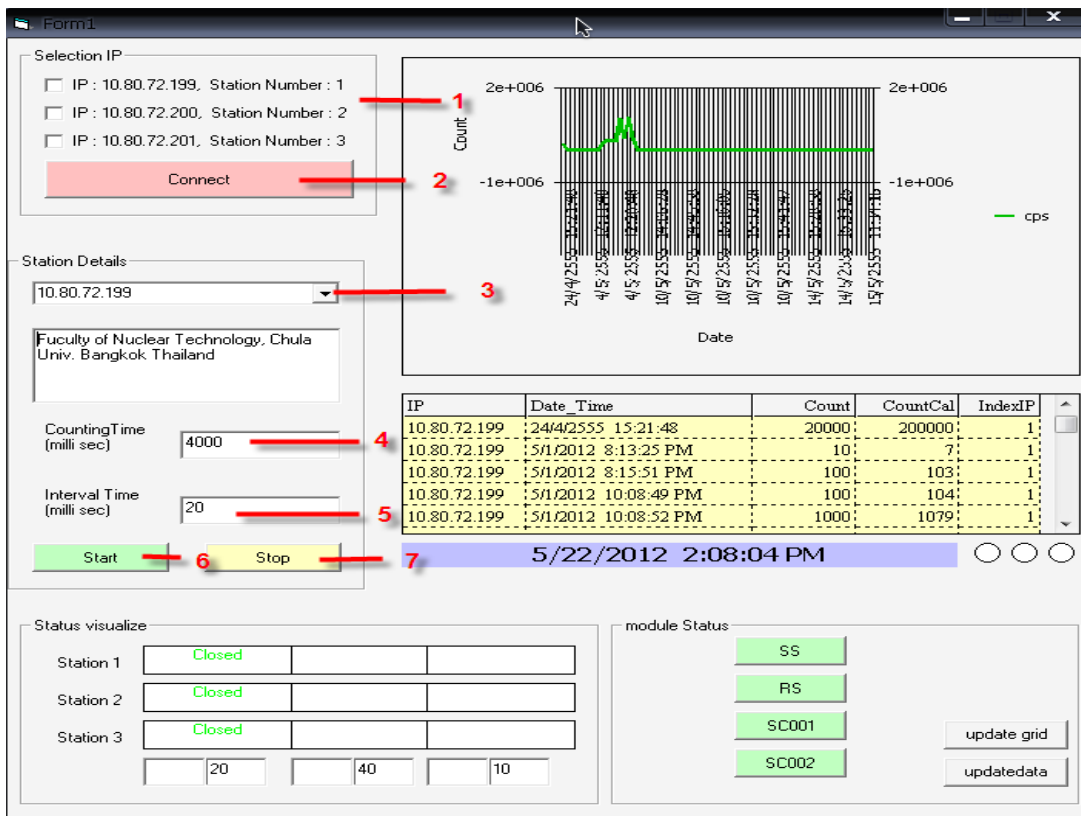 Form1
Selection IP
IP : 10.80.72.199, Station Number : 1
IP : 10.80.72.200, Station Number : 2
IP : 10.80.72.201, Station Number : 3
1
Connect
2
Station Details
10.80.72.199
3
Fuculty of Nuclear Technology, Chula
Univ. Bangkok Thailand
CountingTime
(milli sec)
4000
4
Interval Time
(milli sec)
20
5
Start
6
Stop
7
2e+006
2e+006
Count
-1e+006
-1e+006
cps
24/4/2555 15:21:48
Date
IP Date_Time Count CountCal IndexIP
10.80.72.199 24/4/2555 15:21:48 20000 200000 1
10.80.72.199 5/1/2012 8:13:25 PM 10 7 1
10.80.72.199 5/1/2012 8:15:51 PM 100 103 1
10.80.72.199 5/1/2012 10:08:49 PM 100 104 1
10.80.72.199 5/1/2012 10:08:52 PM 1000 1079 1
5/22/2012 2:08:04 PM
Status visualize
Station 1 Closed
Station 2 Closed
Station 3 Closed
20 40 10
module Status
SS
RS
SC001
SC002
update grid
updatedata